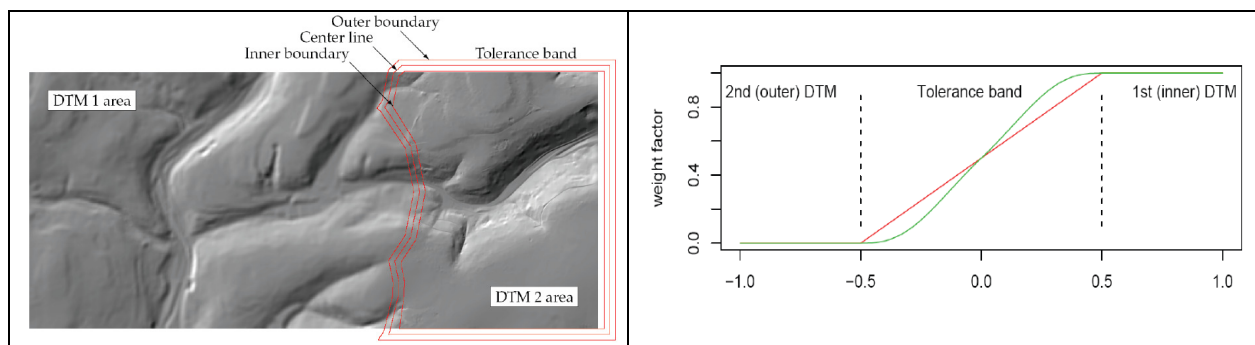 Outer boundary
Center line
Inner boundary
Tolerance band
DTM 1 area
DTM 2 area
2nd (outer) DTM Tolerance band 1st (inner) DTM
weight factor
0.8
0.4
0.0
−1.0 −0.5 0.0 0.5 1.0